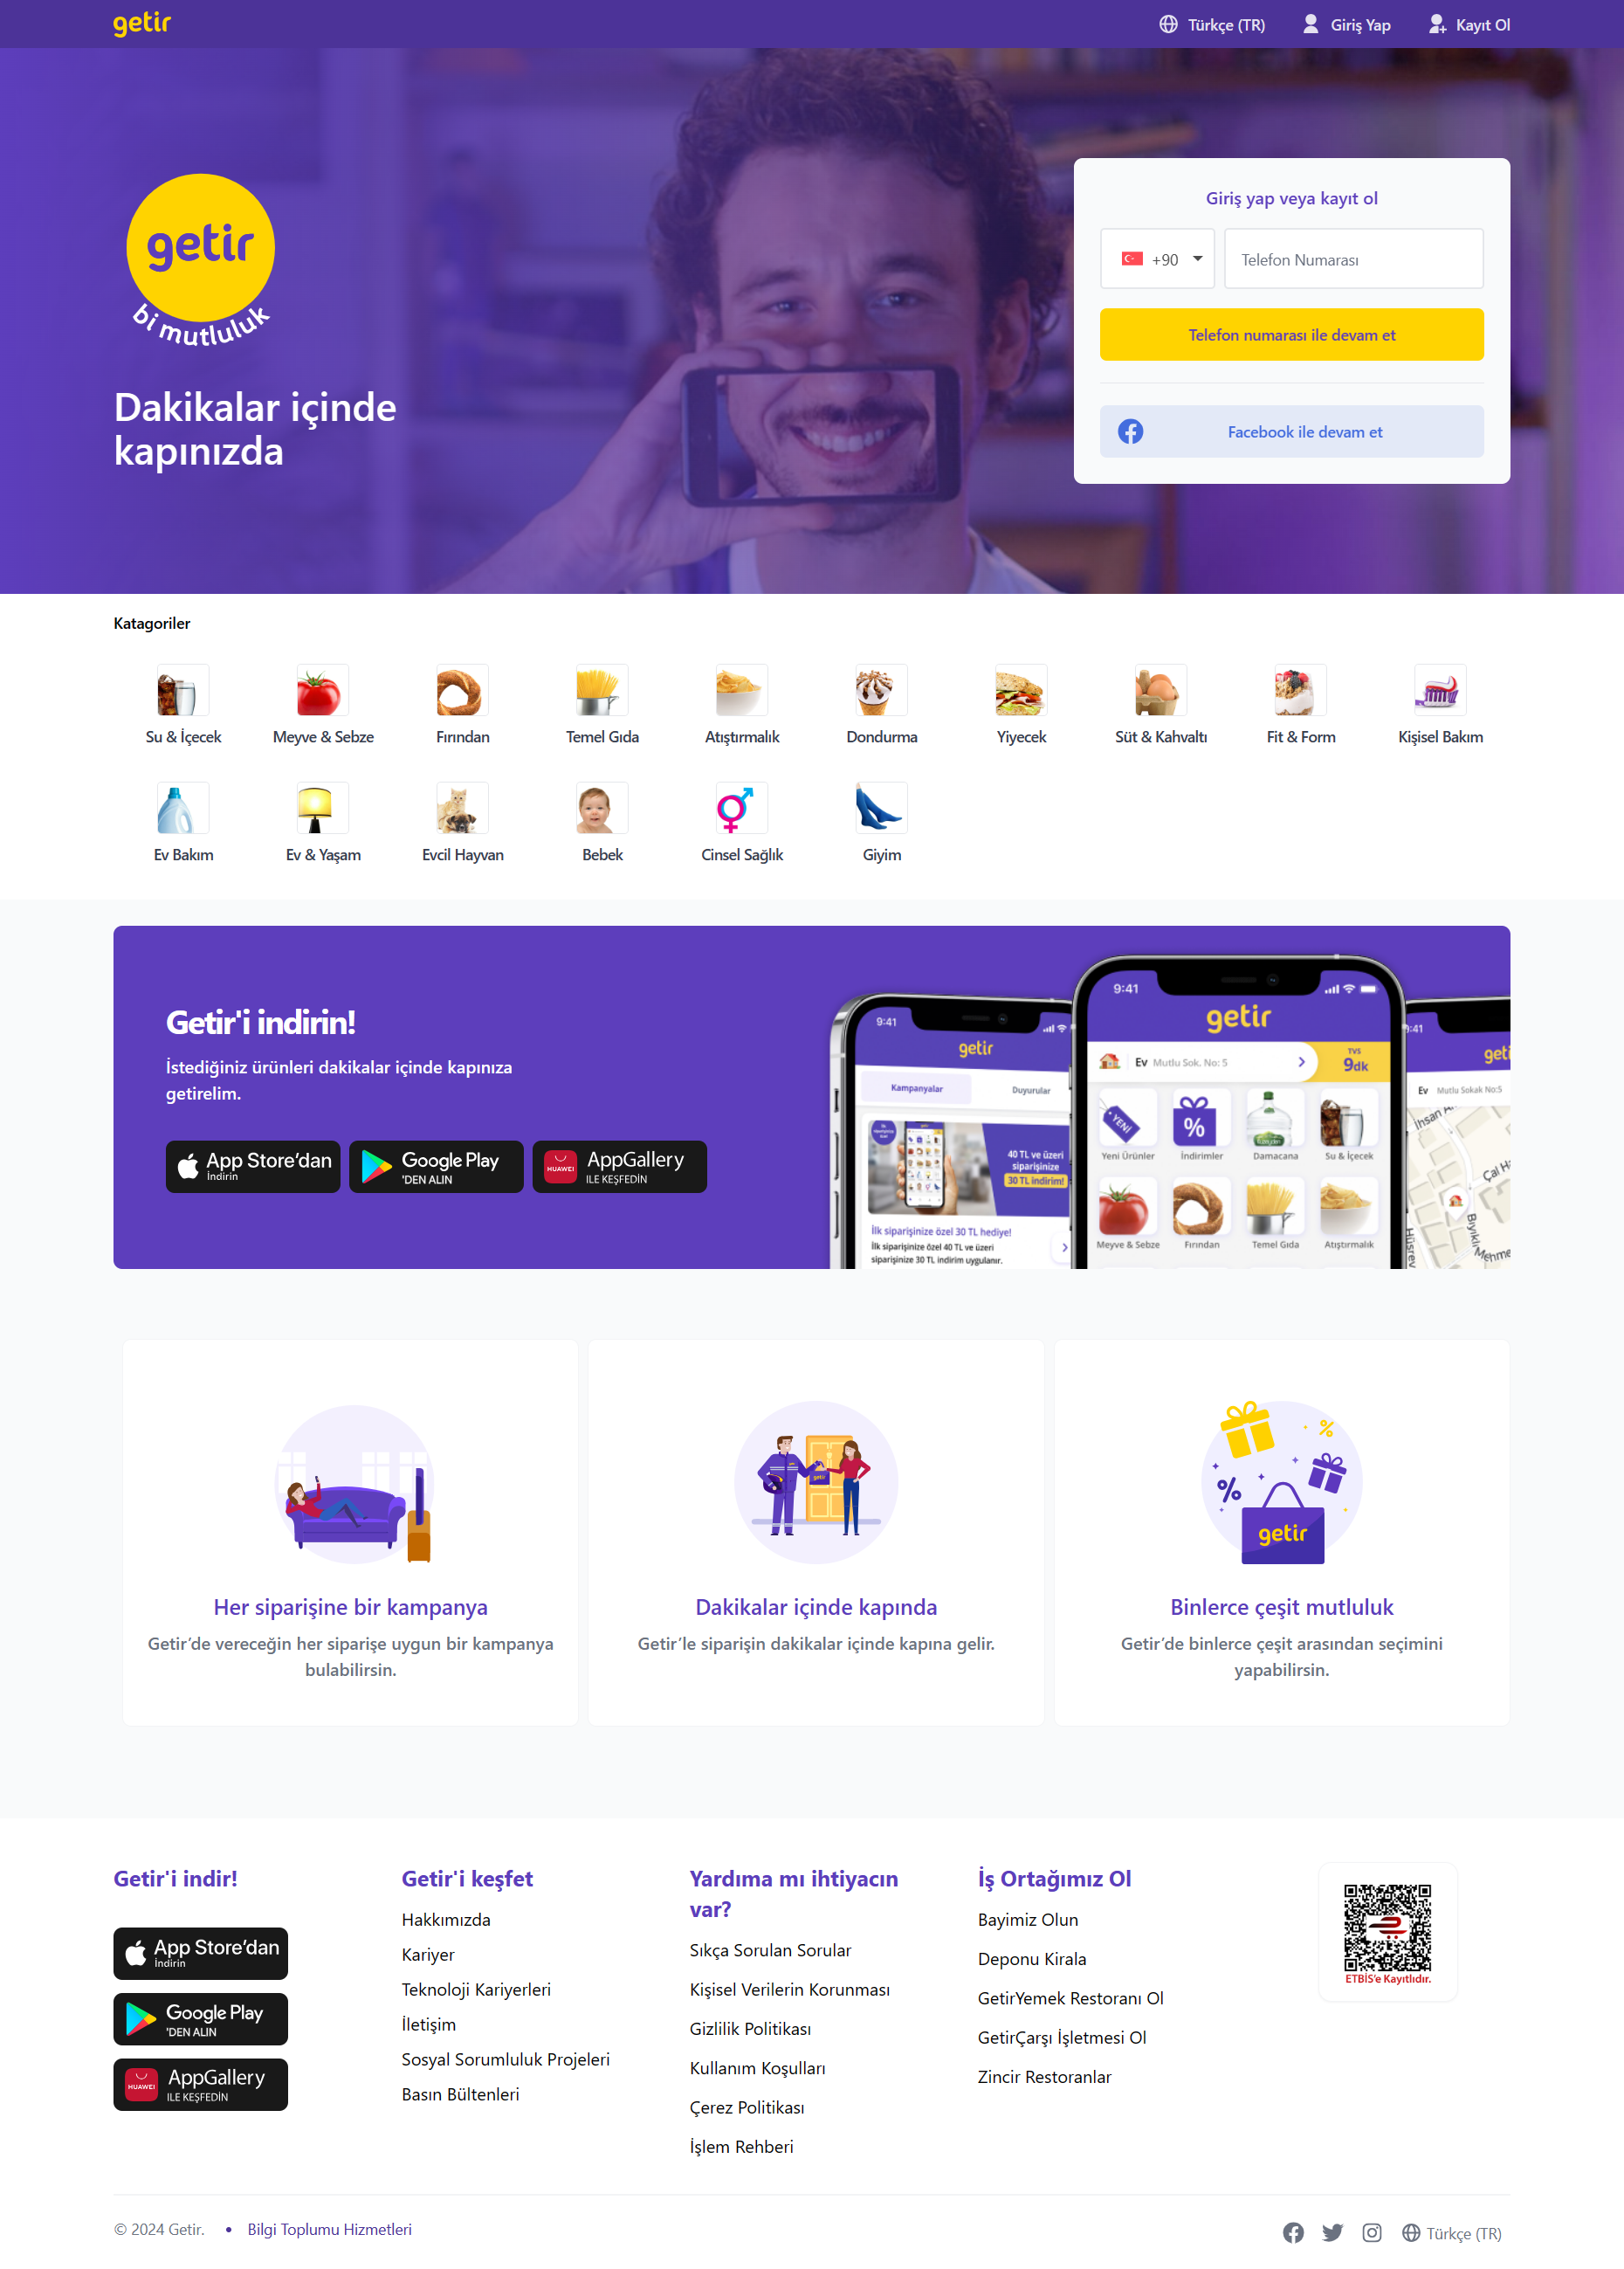 getir
Türkçe (TR)
Giriş Yap
Kayıt Ol
getir
bi mutluluk
Dakikalar içinde
kapınızda
Giriş yap veya kayıt ol
+90
Telefon Numarası
Telefon numarası ile devam et
Facebook ile devam et
Katagoriler
Su & İçecek
Meyve & Sebze
Fırından
Temel Gıda
Atıştırmalık
Dondurma
Yiyecek
Süt & Kahvaltı
Fit & Form
Kişisel Bakım
Ev Bakım
Ev & Yaşam
Evcil Hayvan
Bebek
Cinsel Sağlık
Giyim
Getir'i indirin!
İstediğiniz ürünleri dakikalar içinde kapınıza
getirelim.
App Store’dan
İndirin
Google Play
'DEN ALIN
HUAWEI
AppGallery
ILE KEŞFEDİN
9:41
getir
Kampanyalar
Duyurular
40 TL ve üzeri
siparişinize
30 TL indirim!
İlk siparişinize özel 30 TL hediye!
İlk siparişinize özel 40 TL ve üzeri
siparişinize 30 TL indirim uygulanır.
9:41
getir
Ev Mutlu Sok. No: 5
TVS
9dk
YENİ
%
Yeni Ürünler
İndirimler
Damacana
Su & İçecek
Meyve & Sebze
Fırından
Temel Gıda
Atıştırmalık
:41
geti
Ev Mutlu Sokak No:5
İhsan
Çal
Bıyıklı
Mehme
Hüsrev
getir
getir
Her siparişine bir kampanya
Getir’de vereceğin her siparişe uygun bir kampanya
bulabilirsin.
Dakikalar içinde kapında
Getir’le siparişin dakikalar içinde kapına gelir.
Binlerce çeşit mutluluk
Getir’de binlerce çeşit arasından seçimini
yapabilirsin.
Getir'i indir!
App Store’dan
İndirin
Google Play
'DEN ALIN
HUAWEI
AppGallery
ILE KEŞFEDİN
Getir'i keşfet
Hakkımızda
Kariyer
Teknoloji Kariyerleri
İletişim
Sosyal Sorumluluk Projeleri
Basın Bültenleri
Yardıma mı ihtiyacın
var?
Sıkça Sorulan Sorular
Kişisel Verilerin Korunması
Gizlilik Politikası
Kullanım Koşulları
Çerez Politikası
İşlem Rehberi
İş Ortağımız Ol
Bayimiz Olun
Deponu Kirala
GetirYemek Restoranı Ol
GetirÇarşı İşletmesi Ol
Zincir Restoranlar
ETBİS’e Kayıtlıdır.
© 2024 Getir.
• Bilgi Toplumu Hizmetleri
Türkçe (TR)